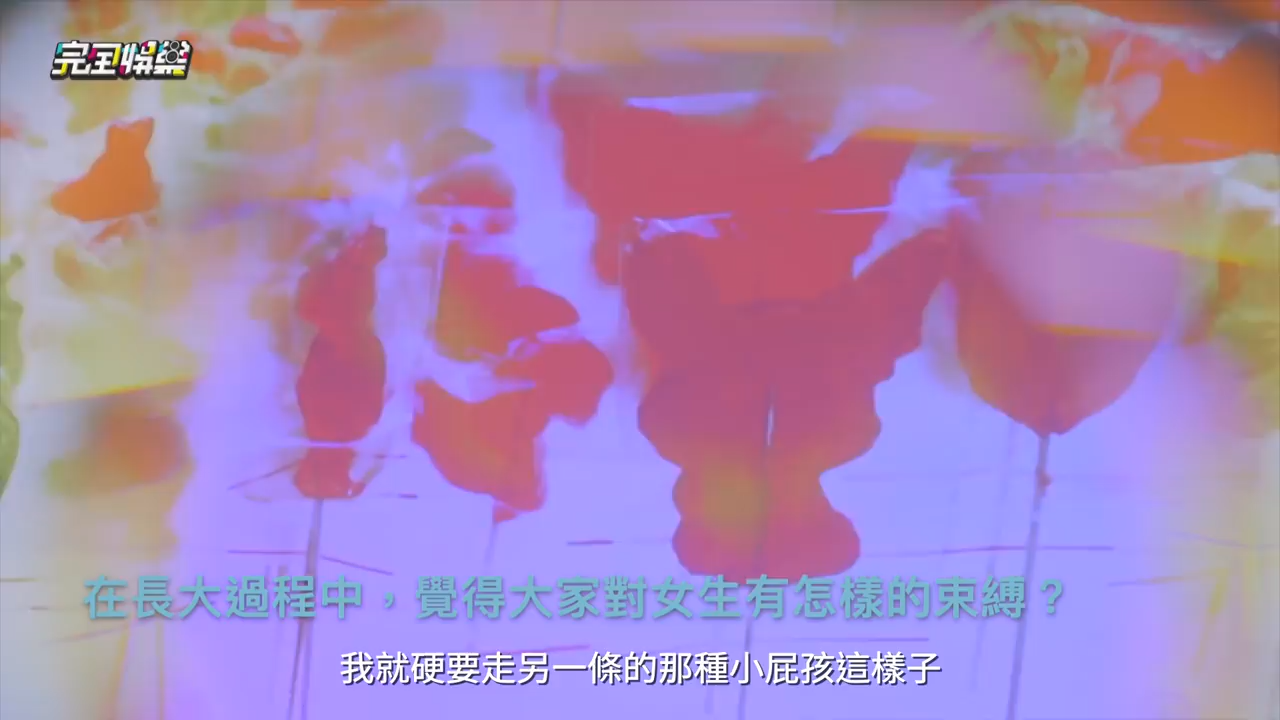 完全娛樂
在長大過程中，覺得大家對女生有怎樣的束縛？
我就硬要走另一條的那種小屁孩這樣子